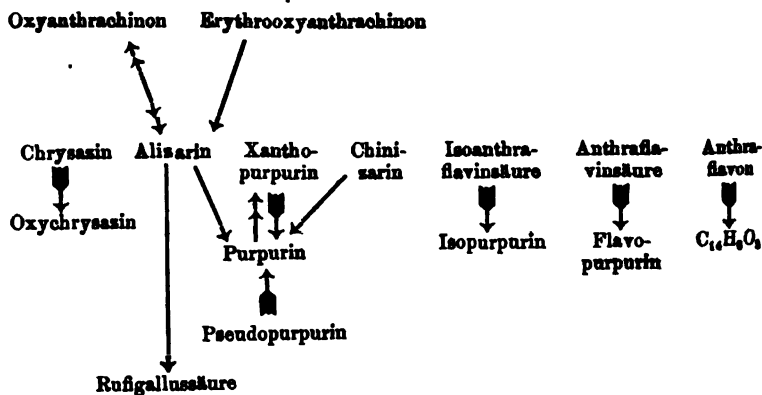 Oxyanthrachinon Erythrooxyanthrachinon
Chrysazin Alizarin Xantho- Chini- Isoanthra- Anthrafla- Anthra-
purpurin sarin flavinsäure vinsäure flavon
Oxychrysazin Purpurin Isopurpurin Flavo- C₁₄H₈O₅
purpurin
Pseudopurpurin
Rufigallussäure